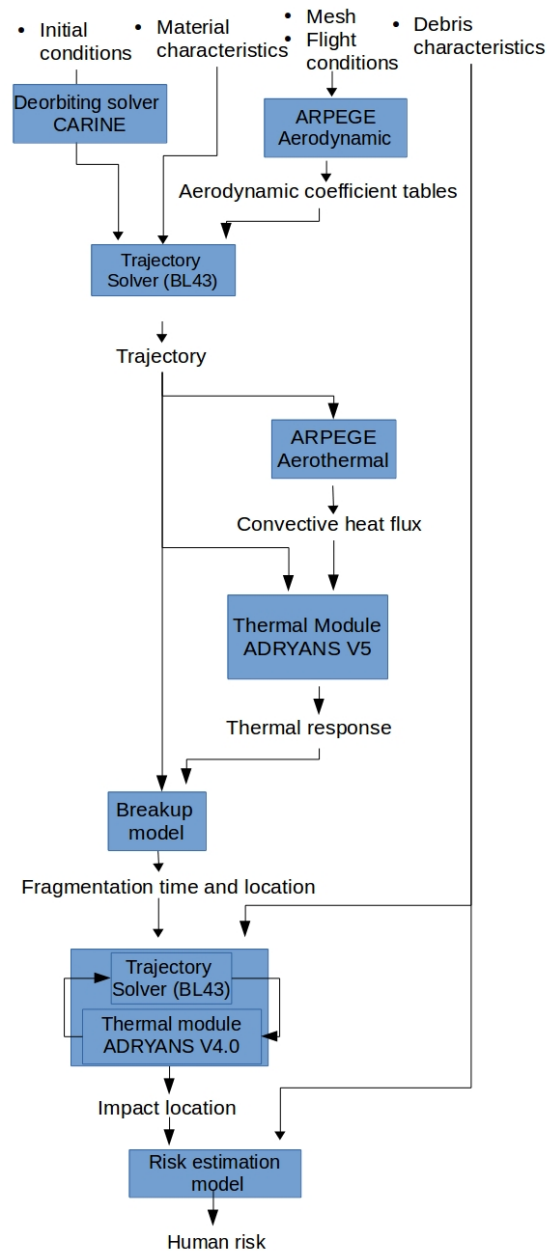 • Initial
conditions
• Material
characteristics
• Mesh
• Flight
conditions
• Debris
characteristics
Deorbiting solver
CARINE
ARPEGE
Aerodynamic
Aerodynamic coefficient tables
Trajectory
Solver (BL43)
Trajectory
ARPEGE
Aerothermal
Convective heat flux
Thermal Module
ADRYANS V5
Thermal response
Breakup
model
Fragmentation time and location
Trajectory
Solver (BL43)
Thermal module
ADRYANS V4.0
Impact location
Risk estimation
model
Human risk